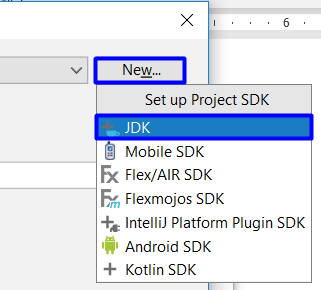 6
New...
Set up Project SDK
JDK
Mobile SDK
Flex/AIR SDK
Flexmojos SDK
IntelliJ Platform Plugin SDK
Android SDK
Kotlin SDK